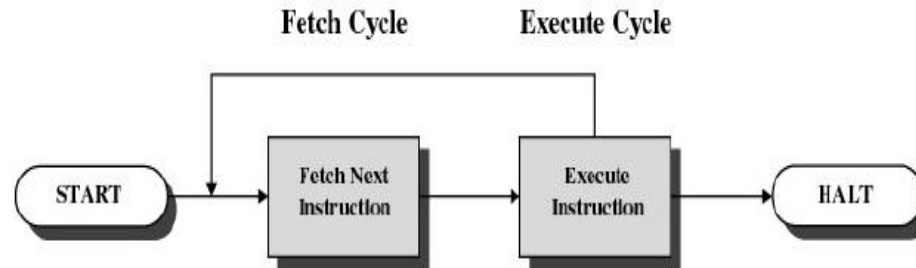 Fetch Cycle
Execute Cycle
START
Fetch Next
Instruction
Execute
Instruction
HALT